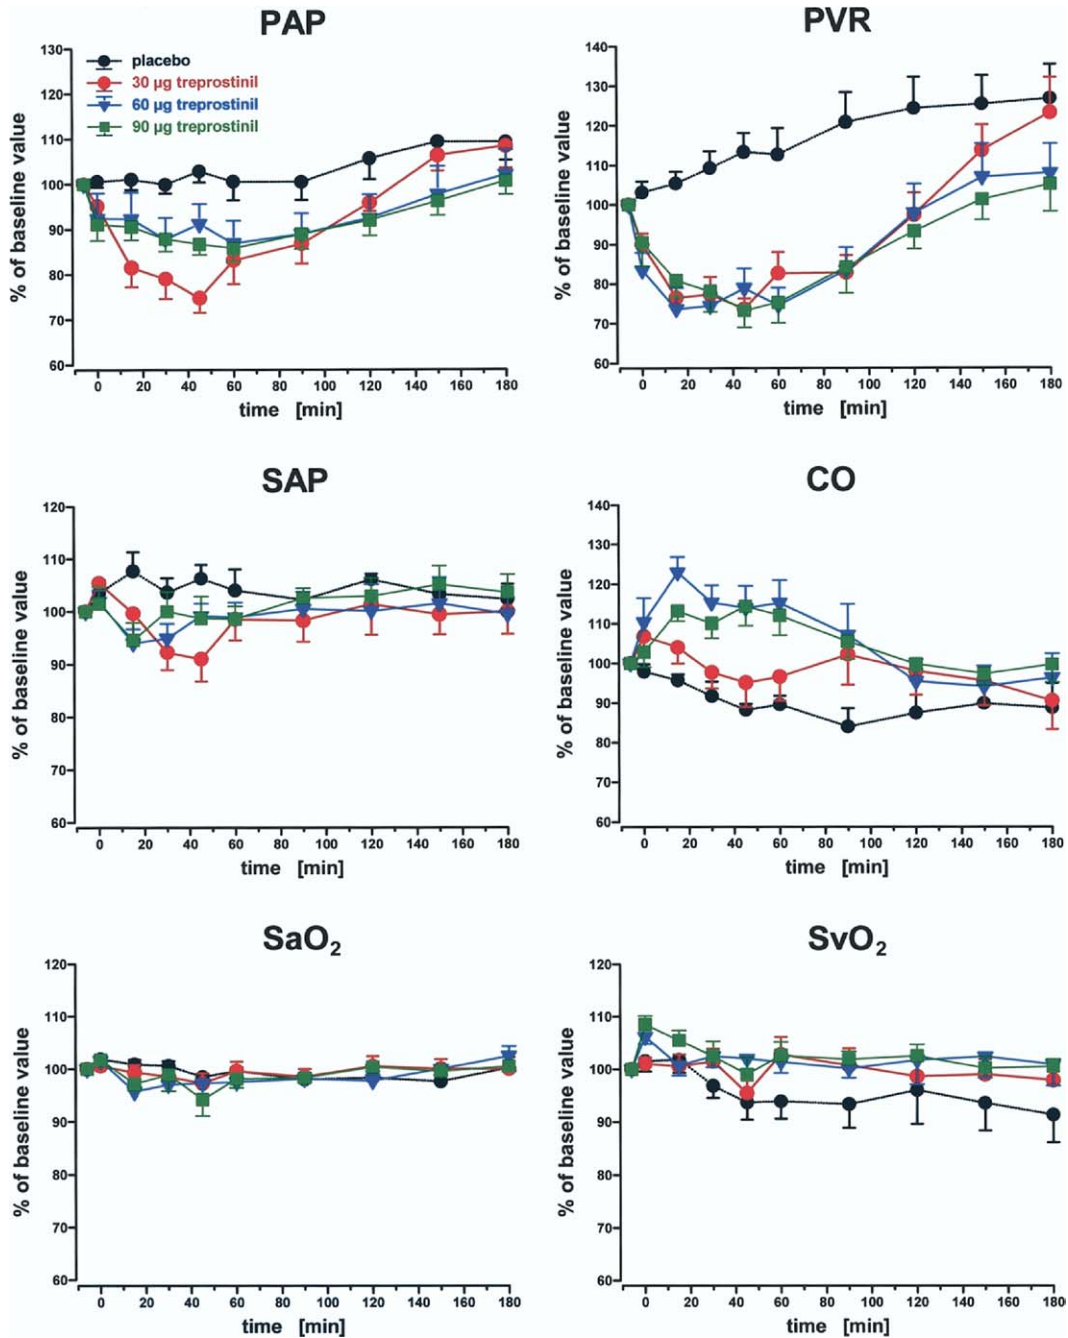 PAP
% of baseline value
130
120
110
100
90
80
70
60
placebo
30 µg treprostinil
60 µg treprostinil
90 µg treprostinil
0 20 40 60 80 100 120 140 160 180
time [min]
PVR
% of baseline value
140
130
120
110
100
90
80
70
60
0 20 40 60 80 100 120 140 160 180
time [min]
SAP
% of baseline value
120
110
100
90
80
70
60
0 20 40 60 80 100 120 140 160 180
time [min]
CO
% of baseline value
140
130
120
110
100
90
80
70
60
0 20 40 60 80 100 120 140 160 180
time [min]
SaO₂
% of baseline value
120
110
100
90
80
70
60
0 20 40 60 80 100 120 140 160 180
time [min]
SvO₂
% of baseline value
120
110
100
90
80
70
60
0 20 40 60 80 100 120 140 160 180
time [min]